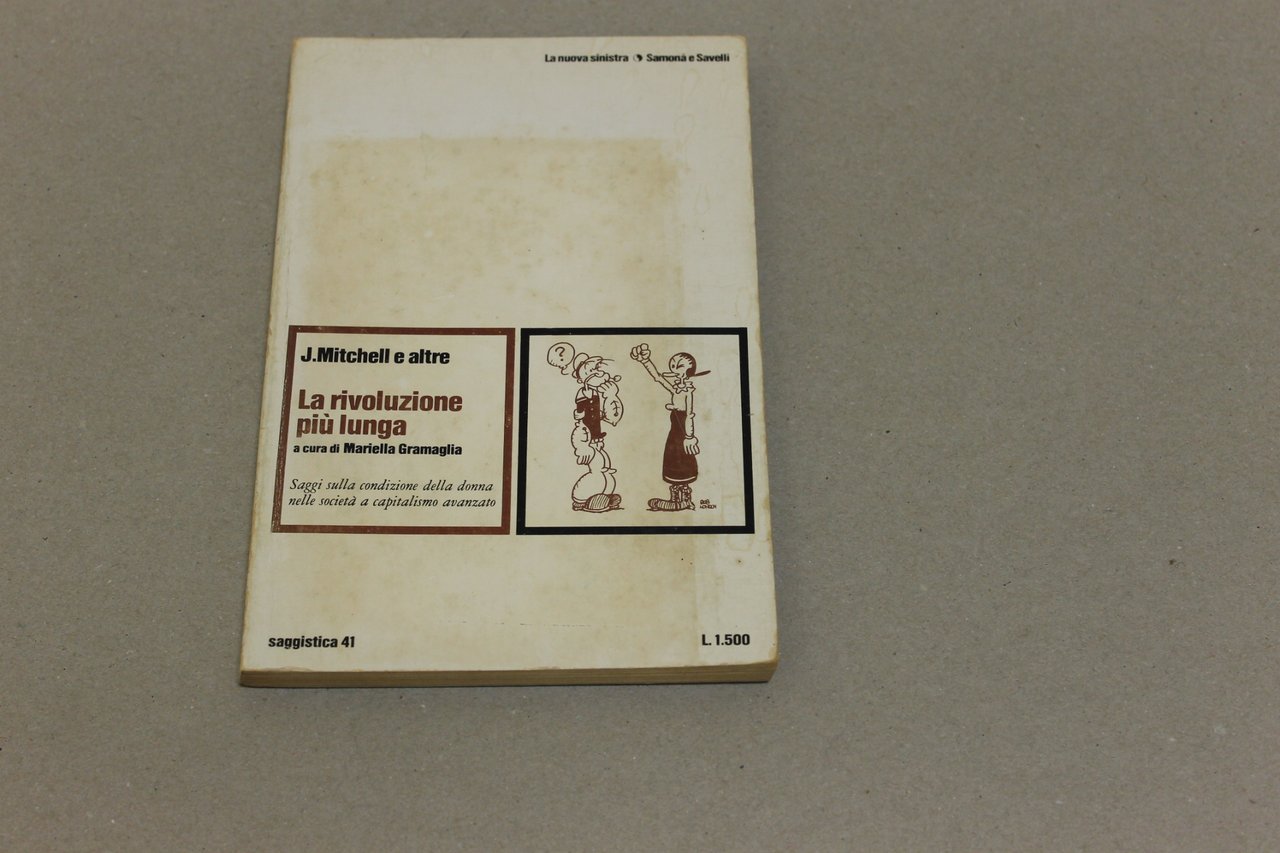 La nuova sinistra Samonà e Savelli
J.Mitchell e altre
La rivoluzione
più lunga
a cura di Mariella Gramaglia
Saggi sulla condizione della donna
nelle società a capitalismo avanzato
?
saggistica 41
L.1.500